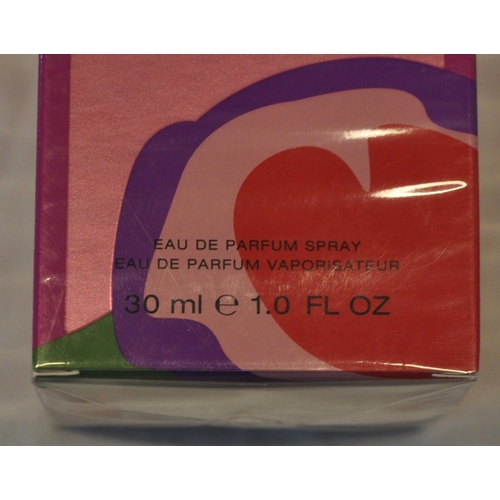 EAU DE PARFUM SPRAY
EAU DE PARFUM VAPORISATEUR
30 ml ℮ 1.0 FL OZ